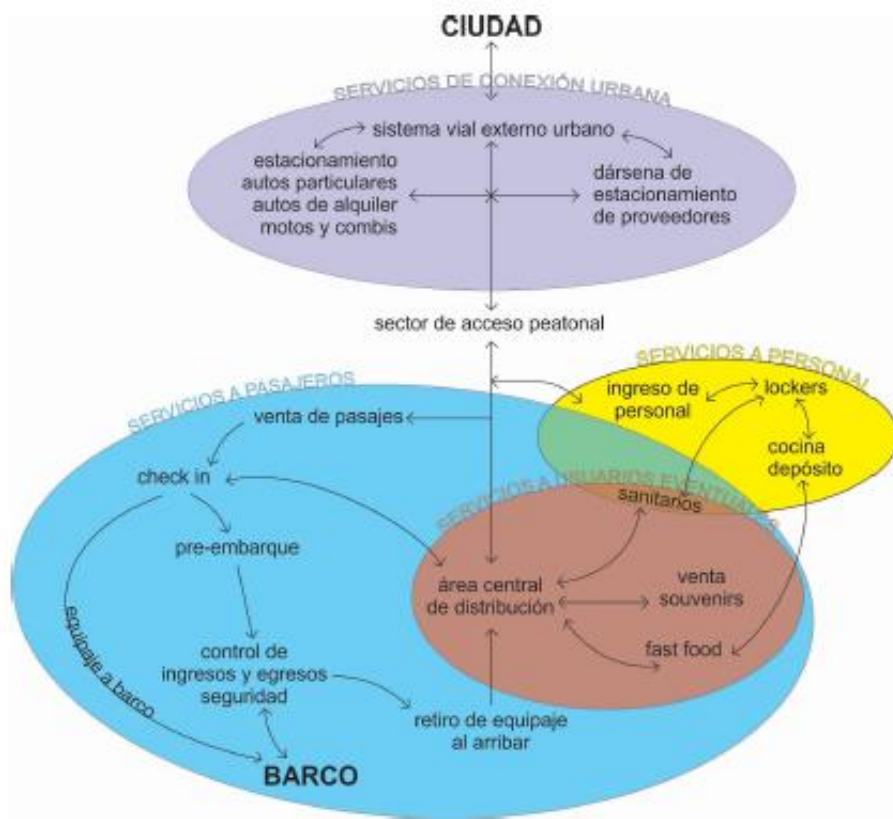 CIUDAD
SERVICIOS DE CONEXIÓN URBANA
sistema vial externo urbano
estacionamiento
autos particulares
autos de alquiler
motos y combis
dársena de
estacionamiento
de proveedores
sector de acceso peatonal
SERVICIOS A PERSONAL
ingreso de
personal
lockers
cocina
depósito
SERVICIOS A PASAJEROS
venta de pasajes
check in
pre-embarque
equipaje a barco
control de
ingresos y egresos
seguridad
BARCO
retiro de equipaje
al arribar
SERVICIOS A USUARIOS EVENTUALES
sanitarios
área central
de distribución
venta
souvenirs
fast food